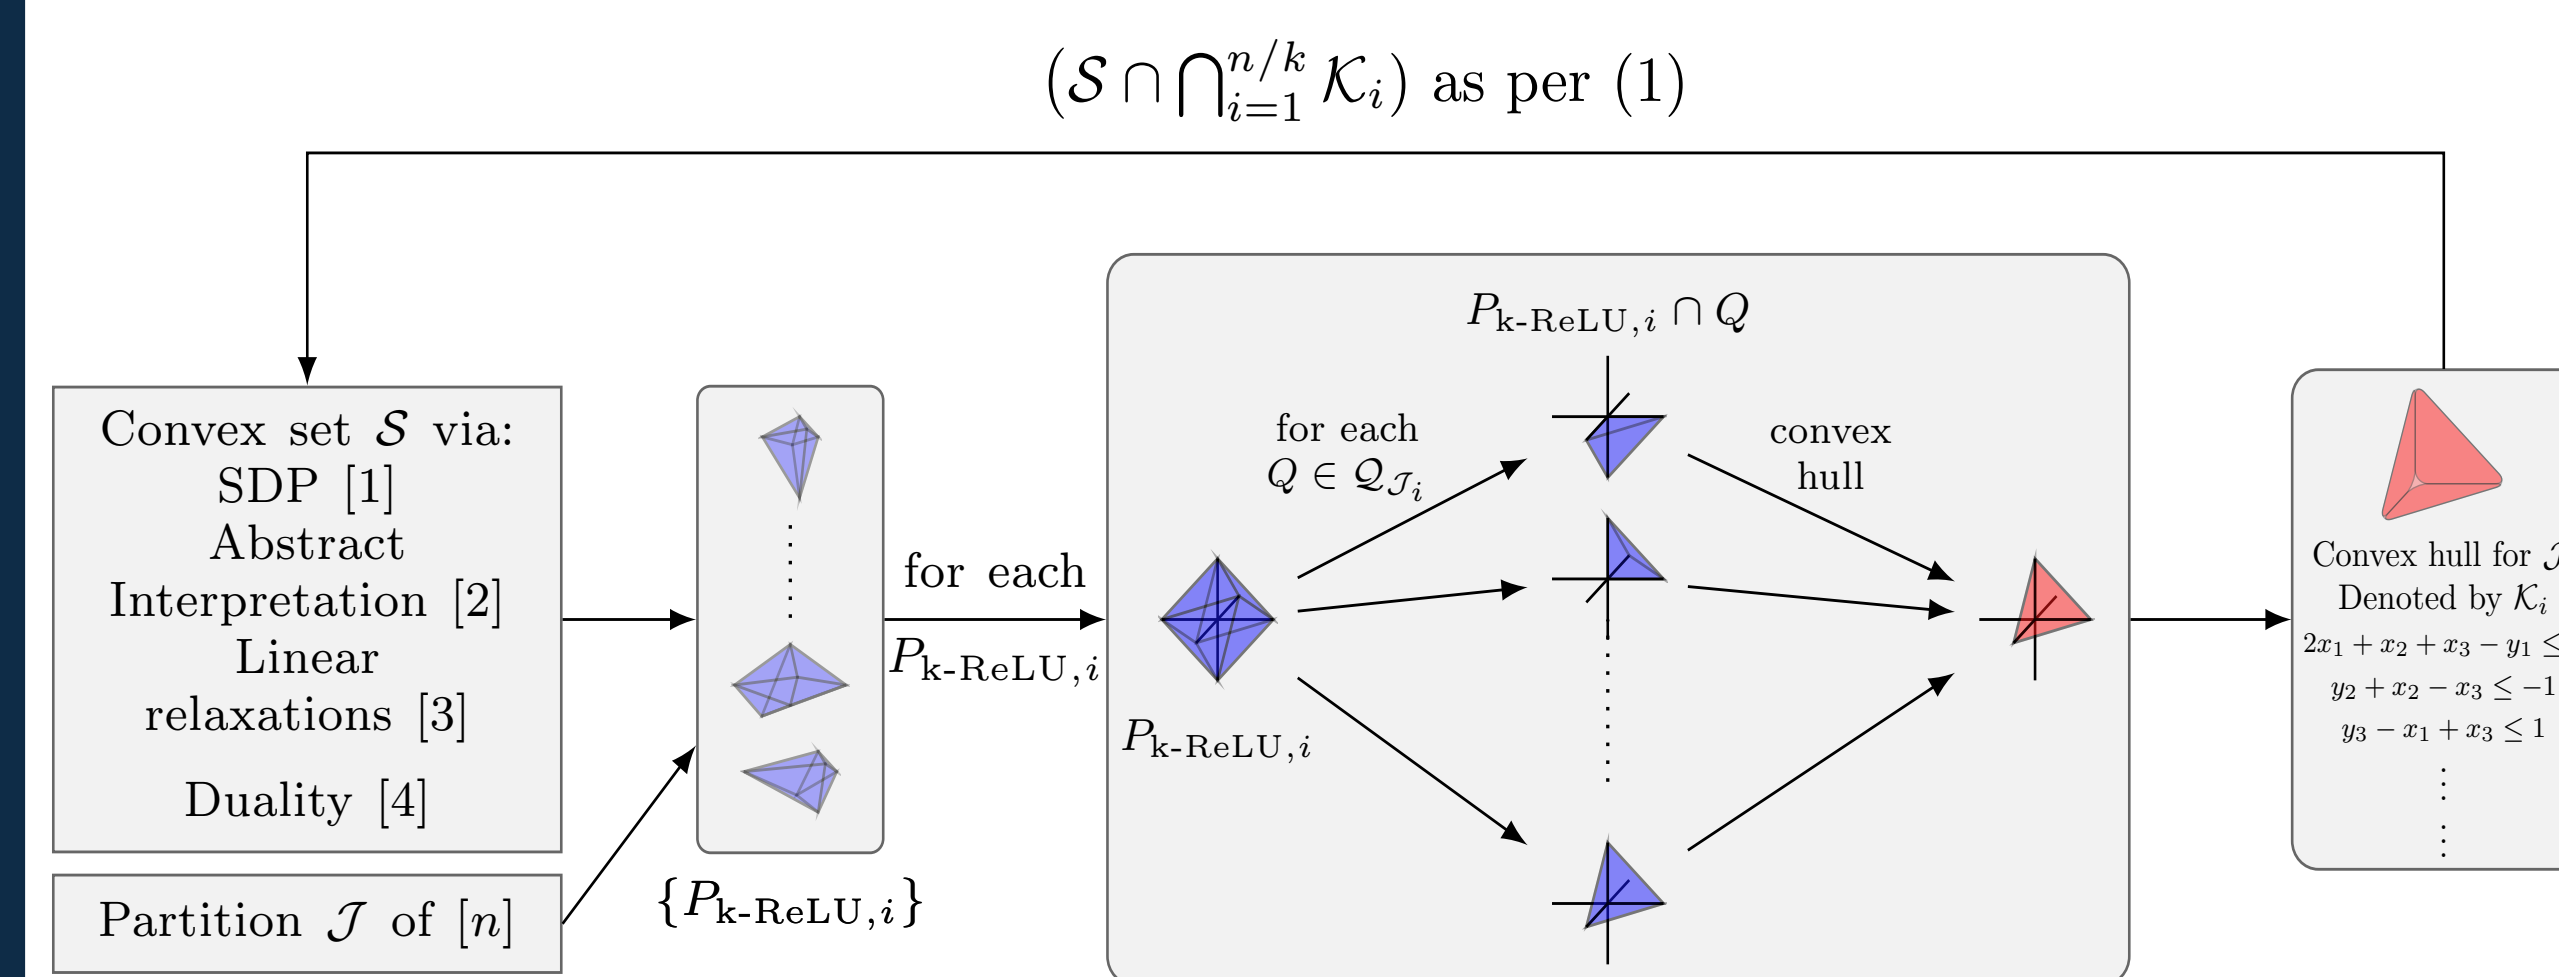 (𝒮 ∩ ⋂_{i=1}^{n/k} 𝒦_i) as per (1)
Convex set 𝒮 via:
SDP [1]
Abstract
Interpretation [2]
Linear
relaxations [3]
Duality [4]
Partition 𝒥 of [n]
{P_{k-ReLU,i}}
for each
P_{k-ReLU,i}
P_{k-ReLU,i} ∩ Q
for each
Q ∈ 𝒬_{𝒥_i}
convex
hull
P_{k-ReLU,i}
Convex hull for
Denoted by 𝒦_i
2x_1 + x_2 + x_3 − y_1 ≤
y_2 + x_2 − x_3 ≤ −1
y_3 − x_1 + x_3 ≤ 1